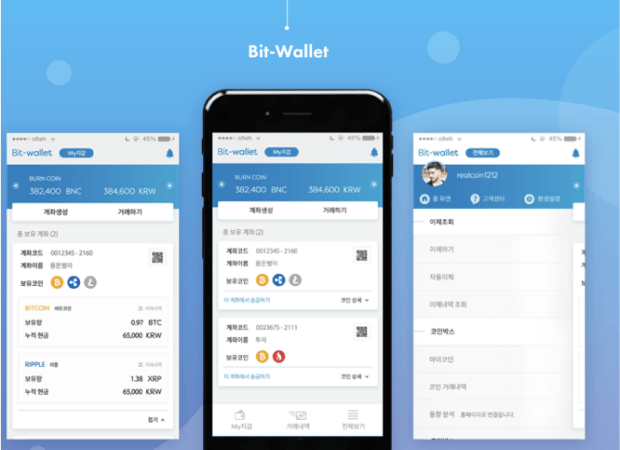 Bit-Wallet
olleh 45%
Bit-wallet My지갑
BURN COIN
382,400 BNC 384,600 KRW
계좌생성 거래하기
총 보유 계좌 (2)
계좌코드 0012345 - 2160
계좌이름 용돈벌이
보유코인
BITCOIN 비트코인 거래내역
보유량 0.97 BTC
누적 현금 65,000 KRW
RIPPLE 리플 거래내역
보유량 1.38 XRP
누적 현금 65,000 KRW
접기
olleh 45%
Bit-wallet My지갑
BURN COIN
382,400 BNC 384,600 KRW
계좌생성 거래하기
총 보유 계좌 (2)
계좌코드 0012345 - 2160
계좌이름 용돈벌이
보유코인
이 계좌에서 송금하기 코인 상세
계좌코드 0023675 - 2111
계좌이름 투자
보유코인
이 계좌에서 송금하기 코인 상세
My지갑 거래내역 전체보기
olleh 45%
Bit-wallet 전체보기
realcoin1212
홈 화면 고객센터 환경설정
이체조회
이체하기
자동이체
이체내역 조회
코인박스
마이코인
코인 거래내역
동향 분석 홈페이지로 연결됩니다.